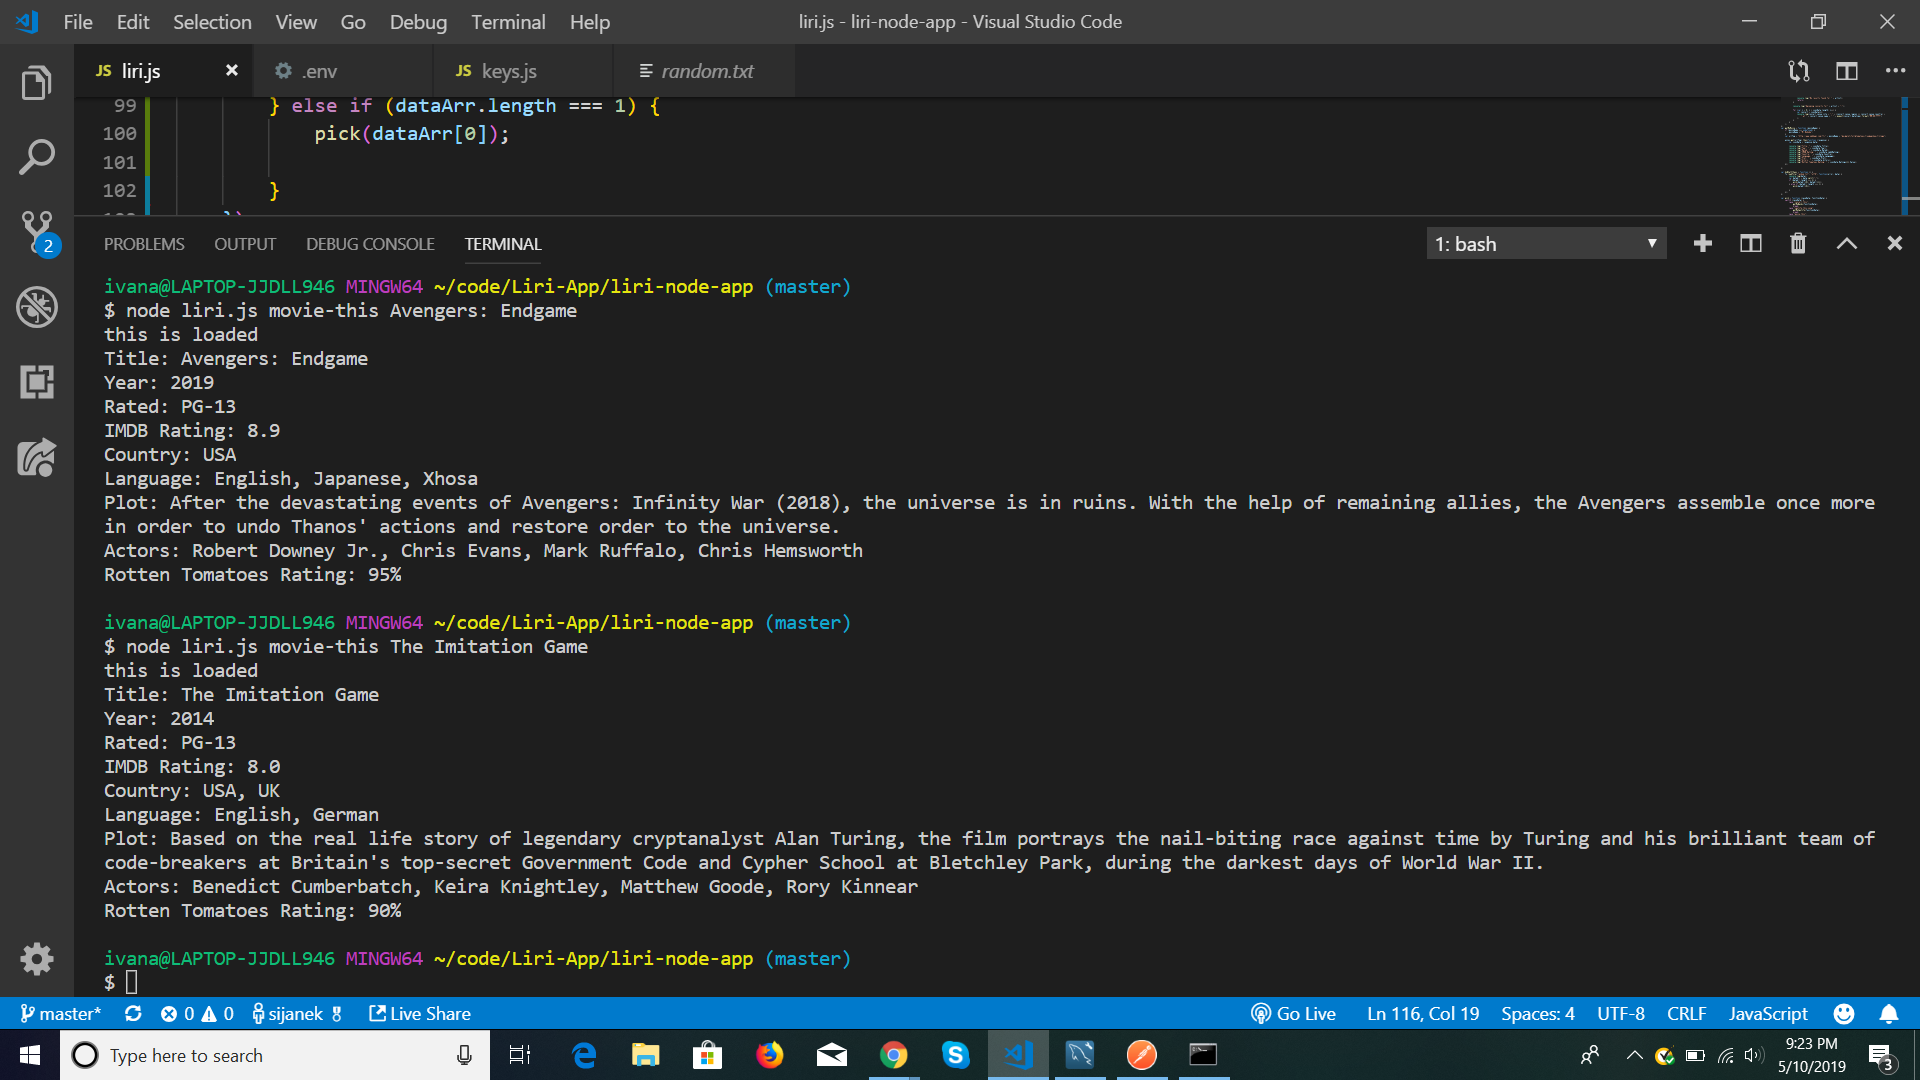 File Edit Selection View Go Debug Terminal Help
liri.js - liri-node-app - Visual Studio Code
JS liri.js
.env
JS keys.js
random.txt
99 } else if (dataArr.length === 1) {
100 pick(dataArr[0]);
101
102 }
PROBLEMS OUTPUT DEBUG CONSOLE TERMINAL
1: bash
ivana@LAPTOP-JJDLL946 MINGW64 ~/code/Liri-App/liri-node-app (master)
$ node liri.js movie-this Avengers: Endgame
this is loaded
Title: Avengers: Endgame
Year: 2019
Rated: PG-13
IMDB Rating: 8.9
Country: USA
Language: English, Japanese, Xhosa
Plot: After the devastating events of Avengers: Infinity War (2018), the universe is in ruins. With the help of remaining allies, the Avengers assemble once more
in order to undo Thanos' actions and restore order to the universe.
Actors: Robert Downey Jr., Chris Evans, Mark Ruffalo, Chris Hemsworth
Rotten Tomatoes Rating: 95%
ivana@LAPTOP-JJDLL946 MINGW64 ~/code/Liri-App/liri-node-app (master)
$ node liri.js movie-this The Imitation Game
this is loaded
Title: The Imitation Game
Year: 2014
Rated: PG-13
IMDB Rating: 8.0
Country: USA, UK
Language: English, German
Plot: Based on the real life story of legendary cryptanalyst Alan Turing, the film portrays the nail-biting race against time by Turing and his brilliant team of
code-breakers at Britain's top-secret Government Code and Cypher School at Bletchley Park, during the darkest days of World War II.
Actors: Benedict Cumberbatch, Keira Knightley, Matthew Goode, Rory Kinnear
Rotten Tomatoes Rating: 90%
ivana@LAPTOP-JJDLL946 MINGW64 ~/code/Liri-App/liri-node-app (master)
$
2
master* 0 0 sijanek Live Share
Go Live Ln 116, Col 19 Spaces: 4 UTF-8 CRLF JavaScript
Type here to search
9:23 PM
5/10/2019
3